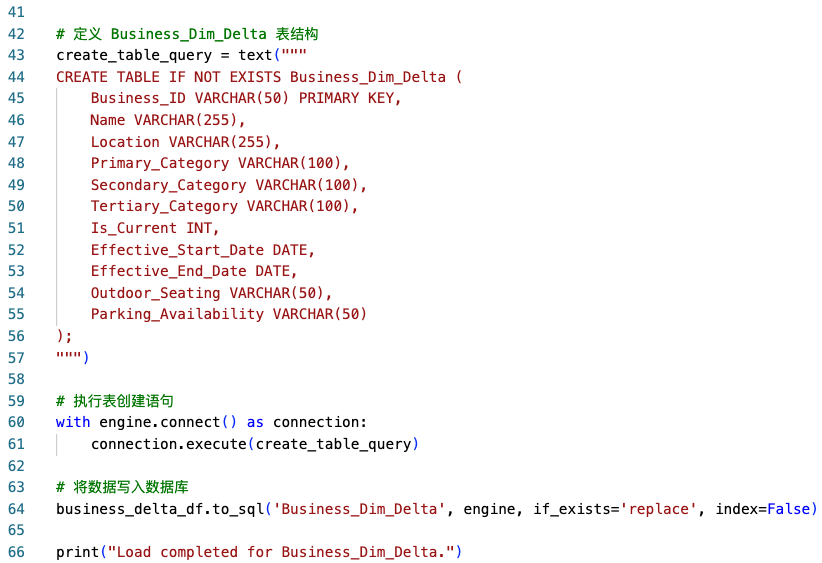 41
42 # 定义 Business_Dim_Delta 表结构
43 create_table_query = text("""
44 CREATE TABLE IF NOT EXISTS Business_Dim_Delta (
45     Business_ID VARCHAR(50) PRIMARY KEY,
46     Name VARCHAR(255),
47     Location VARCHAR(255),
48     Primary_Category VARCHAR(100),
49     Secondary_Category VARCHAR(100),
50     Tertiary_Category VARCHAR(100),
51     Is_Current INT,
52     Effective_Start_Date DATE,
53     Effective_End_Date DATE,
54     Outdoor_Seating VARCHAR(50),
55     Parking_Availability VARCHAR(50)
56 );
57 """)
58
59 # 执行表创建语句
60 with engine.connect() as connection:
61     connection.execute(create_table_query)
62
63 # 将数据写入数据库
64 business_delta_df.to_sql('Business_Dim_Delta', engine, if_exists='replace', index=False)
65
66 print("Load completed for Business_Dim_Delta.")